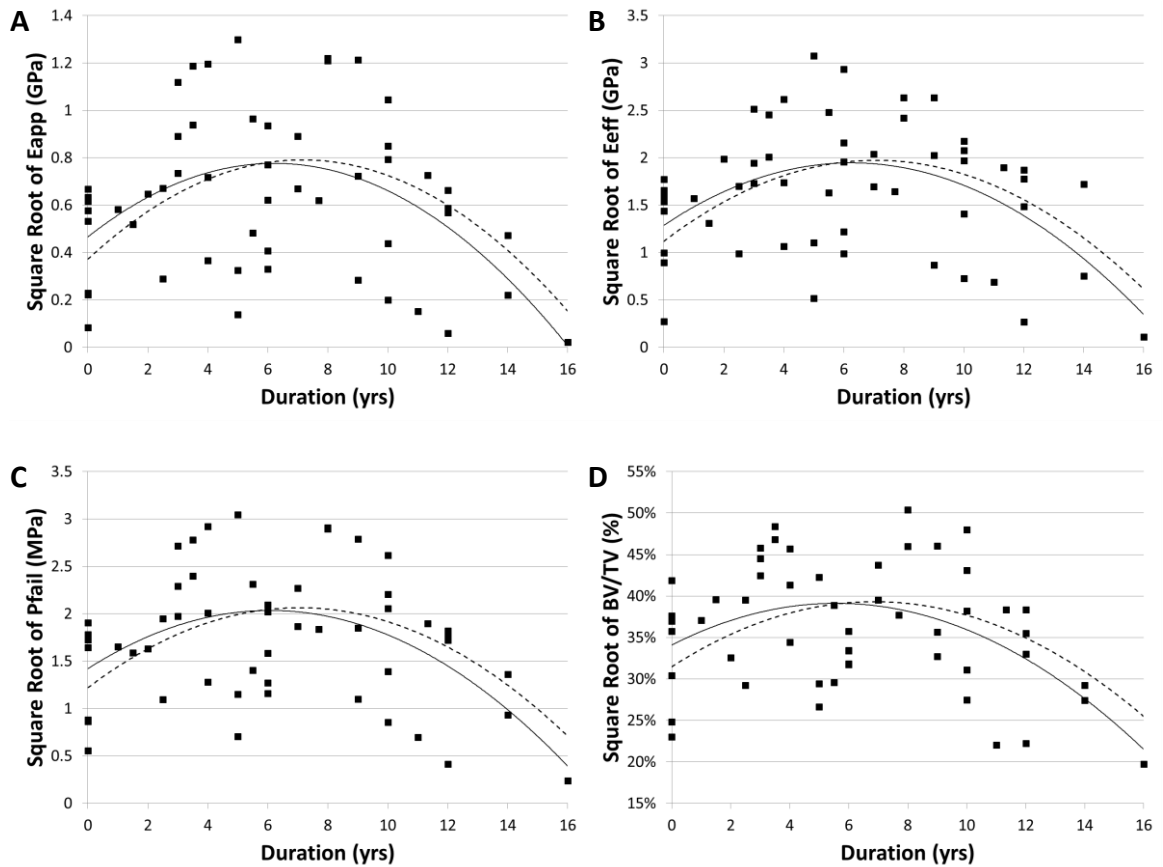 A
Square Root of Eapp (GPa)
1.4
1.2
1
0.8
0.6
0.4
0.2
0
0 2 4 6 8 10 12 14 16
Duration (yrs)
B
Square Root of Eeff (GPa)
3.5
3
2.5
2
1.5
1
0.5
0
0 2 4 6 8 10 12 14 16
Duration (yrs)
C
Square Root of Pfail (MPa)
3.5
3
2.5
2
1.5
1
0.5
0
0 2 4 6 8 10 12 14 16
Duration (yrs)
D
Square Root of BV/TV (%)
55%
50%
45%
40%
35%
30%
25%
20%
15%
0 2 4 6 8 10 12 14 16
Duration (yrs)